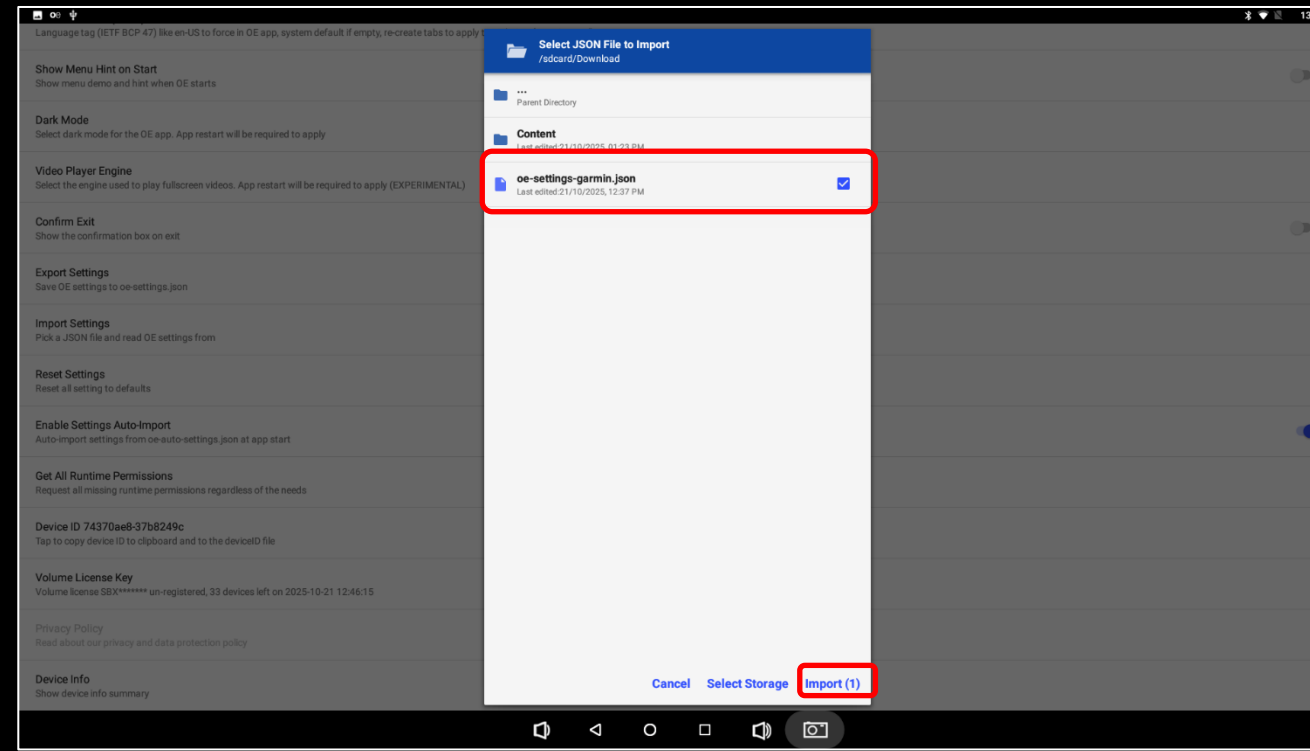 13
Language tag (IETF BCP 47) like en-US to force in OE app, system default if empty, re-create tabs to apply
Show Menu Hint on Start
Show menu demo and hint when OE starts
Dark Mode
Select dark mode for the OE app. App restart will be required to apply
Video Player Engine
Select the engine used to play fullscreen videos. App restart will be required to apply (EXPERIMENTAL)
Confirm Exit
Show the confirmation box on exit
Export Settings
Save OE settings to oe-settings.json
Import Settings
Pick a JSON file and read OE settings from
Reset Settings
Reset all setting to defaults
Enable Settings Auto-Import
Auto-import settings from oe-auto-settings.json at app start
Get All Runtime Permissions
Request all missing runtime permissions regardless of the needs
Device ID 74370ae8-37b8249c
Tap to copy device ID to clipboard and to the deviceID file
Volume License Key
Volume license SBX******* un-registered, 33 devices left on 2025-10-21 12:46:15
Privacy Policy
Read about our privacy and data protection policy
Device Info
Show device info summary
Select JSON File to Import
/sdcard/Download
...
Parent Directory
Content
Last edited:21/10/2025, 01:23 PM
oe-settings-garmin.json
Last edited:21/10/2025, 12:37 PM
Cancel Select Storage Import (1)